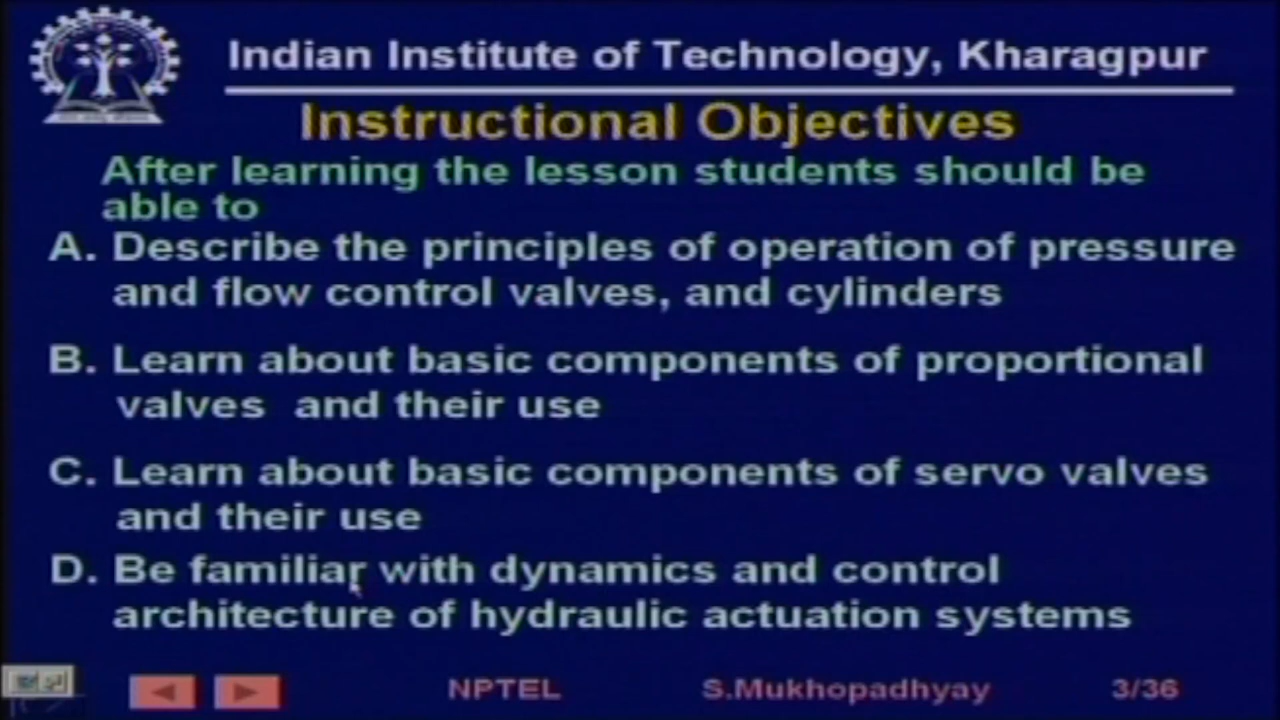 Indian Institute of Technology, Kharagpur
Instructional Objectives
After learning the lesson students should be
able to
A. Describe the principles of operation of pressure
and flow control valves, and cylinders
B. Learn about basic components of proportional
valves and their use
C. Learn about basic components of servo valves
and their use
D. Be familiar with dynamics and control
architecture of hydraulic actuation systems
NPTEL S.Mukhopadhyay 3/36